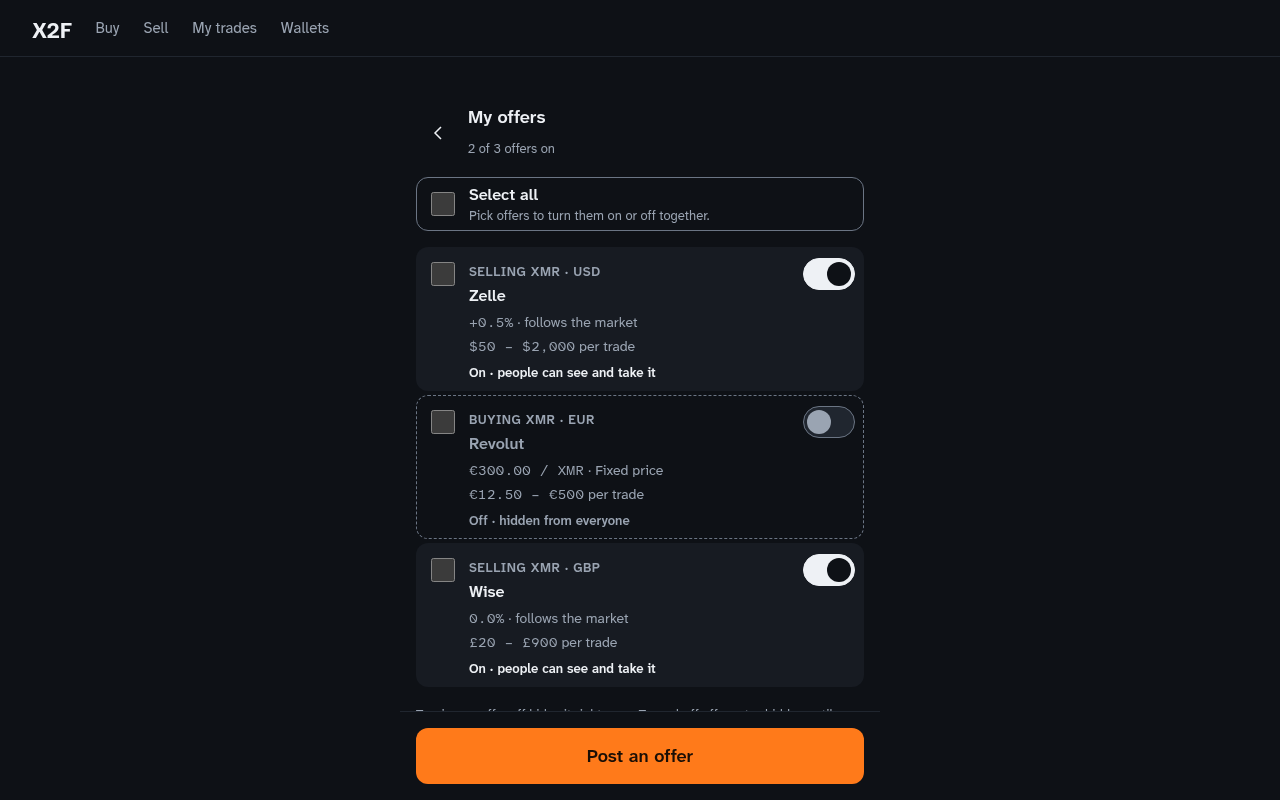 X2F
Buy
Sell
My trades
Wallets
My offers
2 of 3 offers on
Select all
Pick offers to turn them on or off together.
SELLING XMR · USD
Zelle
+0.5% · follows the market
$50 – $2,000 per trade
On · people can see and take it
BUYING XMR · EUR
Revolut
€300.00 / XMR · Fixed price
€12.50 – €500 per trade
Off · hidden from everyone
SELLING XMR · GBP
Wise
0.0% · follows the market
£20 – £900 per trade
On · people can see and take it
Post an offer